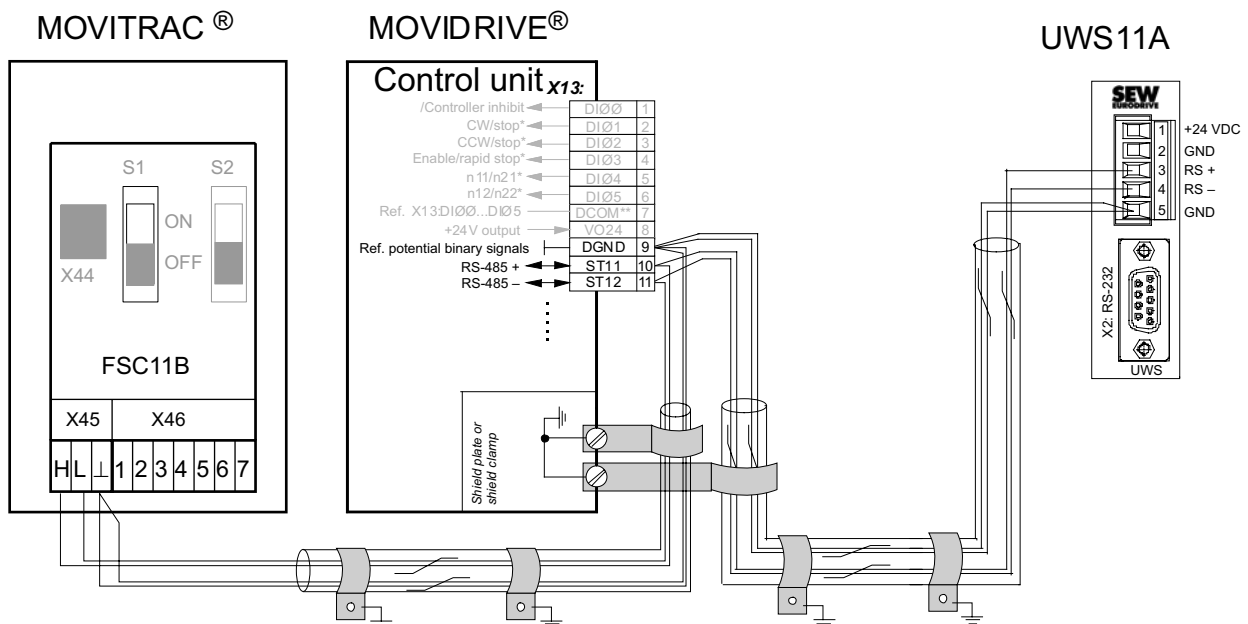 MOVITRAC ®
MOVIDRIVE®
UWS11A
Control unit X13:
/Controller inhibit DIØØ 1
CW/stop* DIØ1 2
CCW/stop* DIØ2 3
Enable/rapid stop* DIØ3 4
n11/n21* DIØ4 5
n12/n22* DIØ5 6
Ref. X13:DIØØ...DIØ5 DCOM** 7
+24V output VO24 8
Ref. potential binary signals DGND 9
RS-485 + ST11 10
RS-485 – ST12 11
Shield plate or
shield clamp
S1 S2
ON
OFF
X44
FSC11B
X45 X46
H L ⊥ 1 2 3 4 5 6 7
SEW
EURODRIVE
1 +24 VDC
2 GND
3 RS +
4 RS –
5 GND
X2: RS-232
UWS